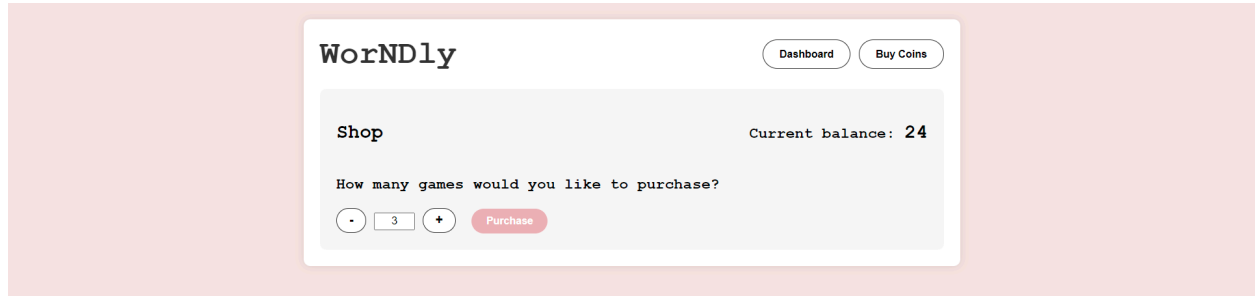 WorNDly
Dashboard
Buy Coins
Shop
Current balance: 24
How many games would you like to purchase?
- 3 + Purchase